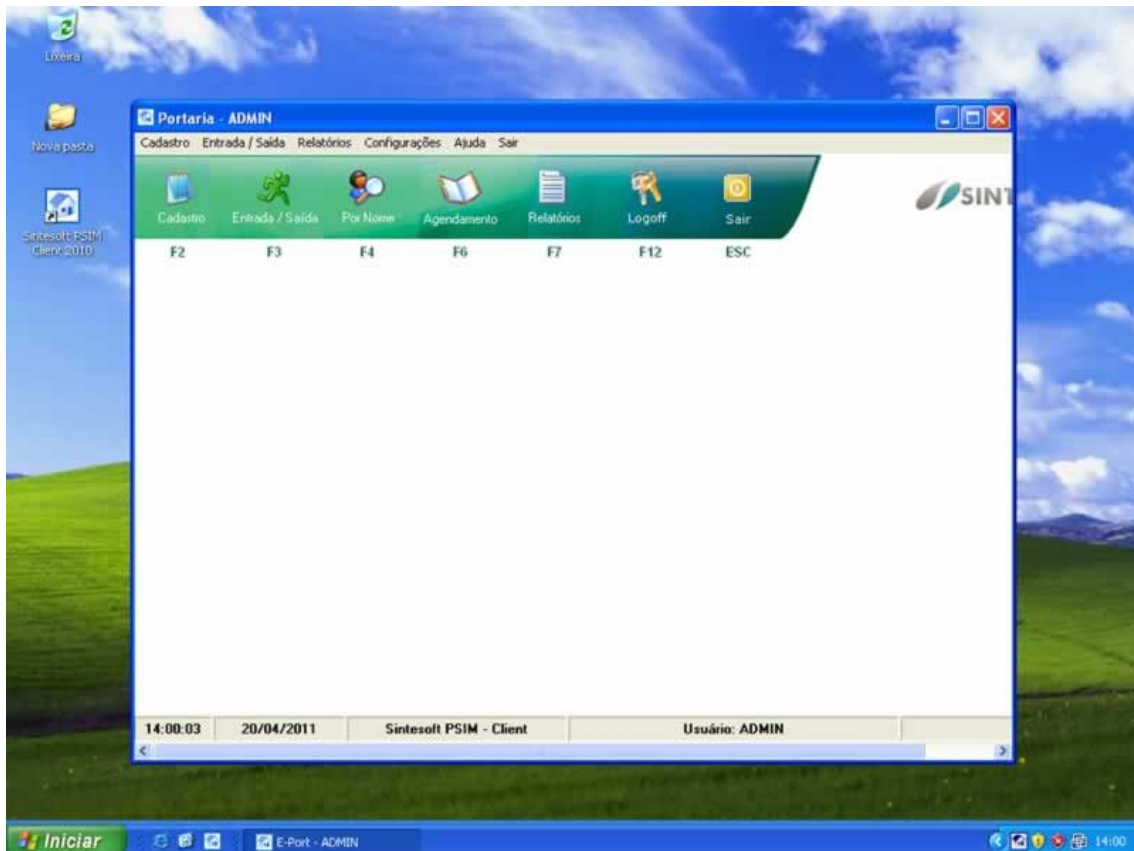 Lixeira
Nova pasta
Sintesoft PSIM
Client 2010
Portaria - ADMIN
Cadastro Entrada / Saída Relatórios Configurações Ajuda Sair
Cadastro Entrada / Saída Por Nome Agendamento Relatórios Logoff Sair
SINT
F2 F3 F4 F6 F7 F12 ESC
14:00:03 20/04/2011 Sintesoft PSIM - Client Usuário: ADMIN
Iniciar E-Port - ADMIN 14:00